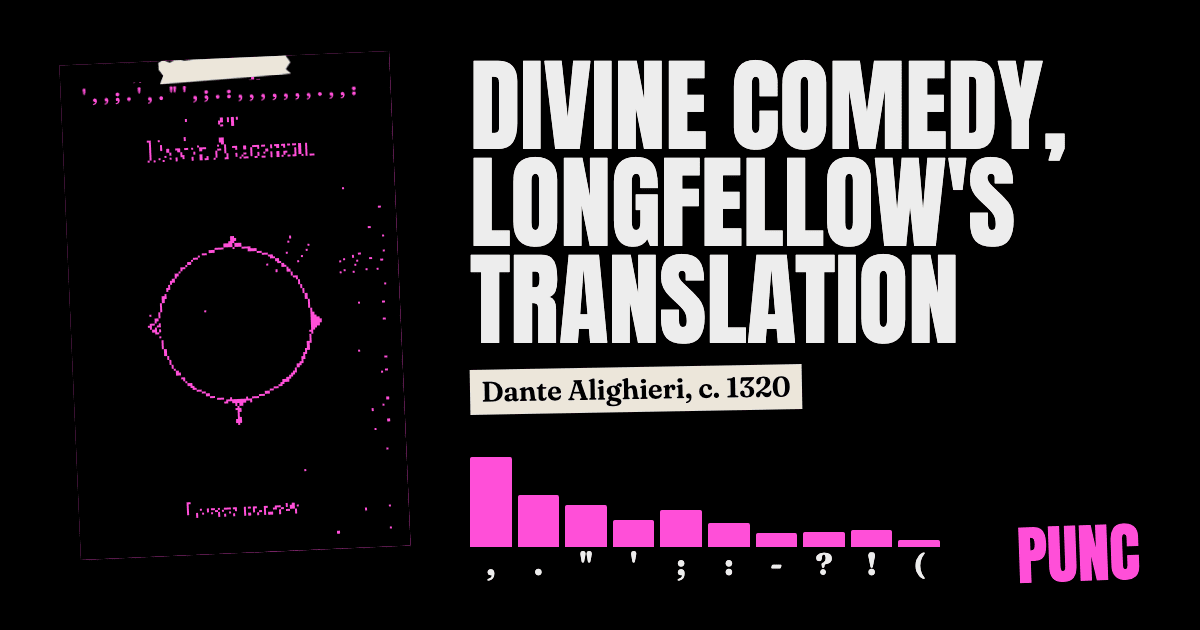 ',,;.',."',;.:,,,,,,,.,,:
DIVINE COMEDY,
LONGFELLOW'S
TRANSLATION
Dante Alighieri, c. 1320
, . " ' ; : - ? ! (
PUNC